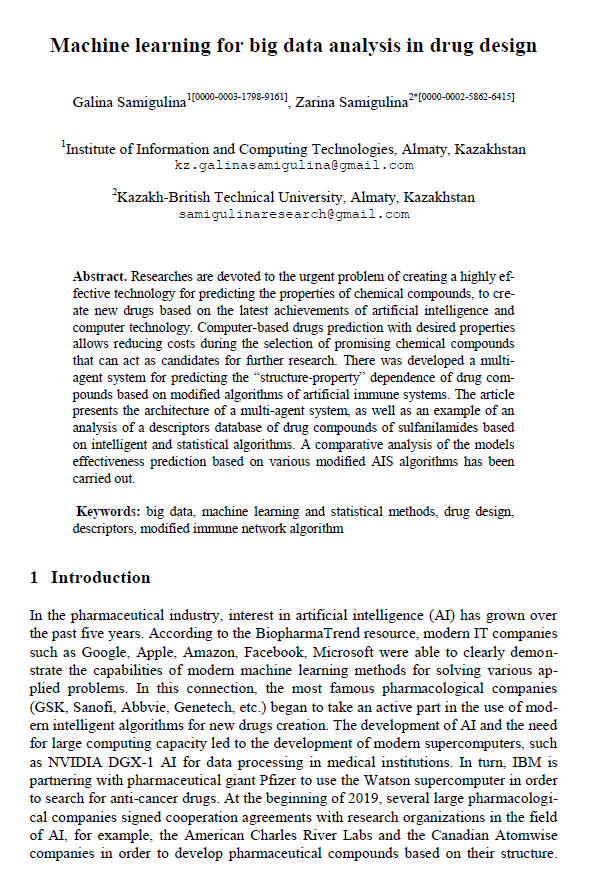 Machine learning for big data analysis in drug design
Galina Samigulina1[0000-0003-1798-9161], Zarina Samigulina2*[0000-0002-5862-6415]
1Institute of Information and Computing Technologies, Almaty, Kazakhstan
kz.galinasamigulina@gmail.com
2Kazakh-British Technical University, Almaty, Kazakhstan
samigulinaresearch@gmail.com
Abstract. Researches are devoted to the urgent problem of creating a highly ef-
fective technology for predicting the properties of chemical compounds, to cre-
ate new drugs based on the latest achievements of artificial intelligence and
computer technology. Computer-based drugs prediction with desired properties
allows reducing costs during the selection of promising chemical compounds
that can act as candidates for further research. There was developed a multi-
agent system for predicting the “structure-property” dependence of drug com-
pounds based on modified algorithms of artificial immune systems. The article
presents the architecture of a multi-agent system, as well as an example of an
analysis of a descriptors database of drug compounds of sulfanilamides based
on intelligent and statistical algorithms. A comparative analysis of the models
effectiveness prediction based on various modified AIS algorithms has been
carried out.
Keywords: big data, machine learning and statistical methods, drug design,
descriptors, modified immune network algorithm
1 Introduction
In the pharmaceutical industry, interest in artificial intelligence (AI) has grown over
the past five years. According to the BiopharmaTrend resource, modern IT companies
such as Google, Apple, Amazon, Facebook, Microsoft were able to clearly demon-
strate the capabilities of modern machine learning methods for solving various ap-
plied problems. In this connection, the most famous pharmacological companies
(GSK, Sanofi, Abbvie, Genetech, etc.) began to take an active part in the use of mod-
ern intelligent algorithms for new drugs creation. The development of AI and the need
for large computing capacity led to the development of modern supercomputers, such
as NVIDIA DGX-1 AI for data processing in medical institutions. In turn, IBM is
partnering with pharmaceutical giant Pfizer to use the Watson supercomputer in order
to search for anti-cancer drugs. At the beginning of 2019, several large pharmacologi-
cal companies signed cooperation agreements with research organizations in the field
of AI, for example, the American Charles River Labs and the Canadian Atomwise
companies in order to develop pharmaceutical compounds based on their structure.